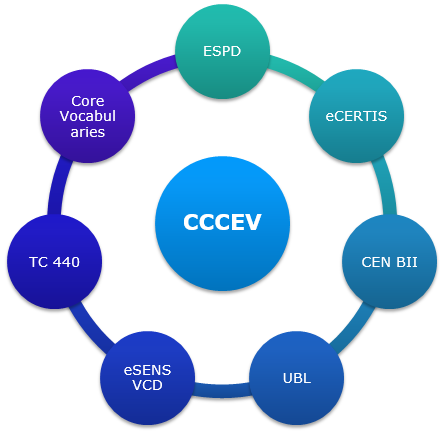 ESPD
eCERTIS
CEN BII
UBL
eSENS
VCD
TC 440
Core
Vocabul
aries
CCCEV